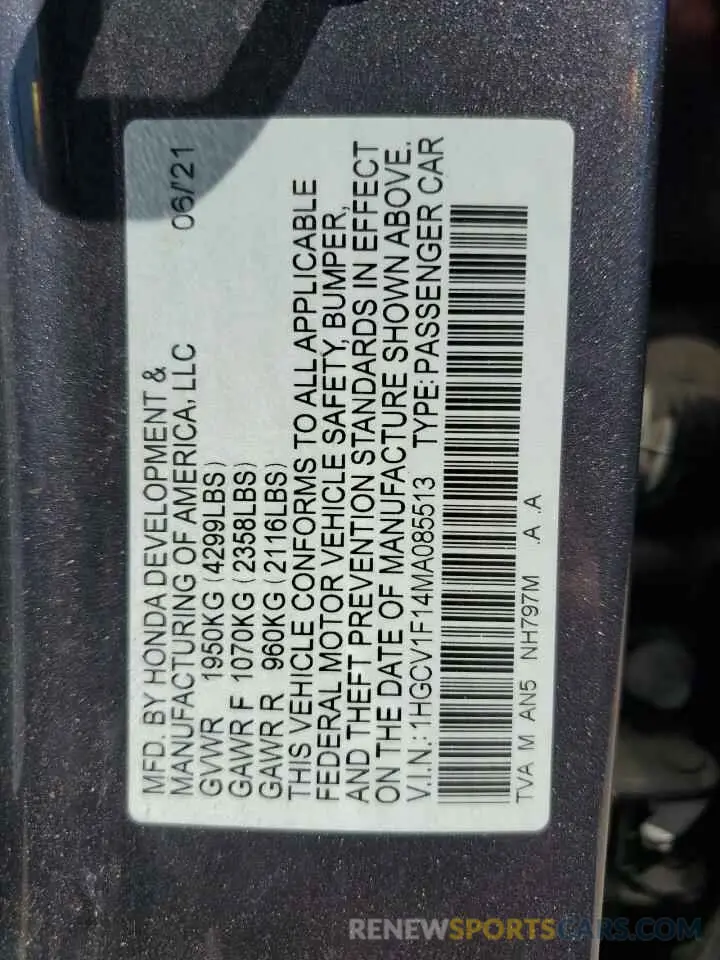 MFD. BY HONDA DEVELOPMENT &
MANUFACTURING OF AMERICA, LLC 06/'21
GVWR 1950KG (4299LBS)
GAWR F 1070KG (2358LBS)
GAWR R 960KG (2116LBS)
THIS VEHICLE CONFORMS TO ALL APPLICABLE
FEDERAL MOTOR VEHICLE SAFETY, BUMPER,
AND THEFT PREVENTION STANDARDS IN EFFECT
ON THE DATE OF MANUFACTURE SHOWN ABOVE.
V.I.N.: 1HGCV1F14MA085513 TYPE: PASSENGER CAR
TVA M AN5 NH797M .A .A
RENEWSPORTSCARS.COM